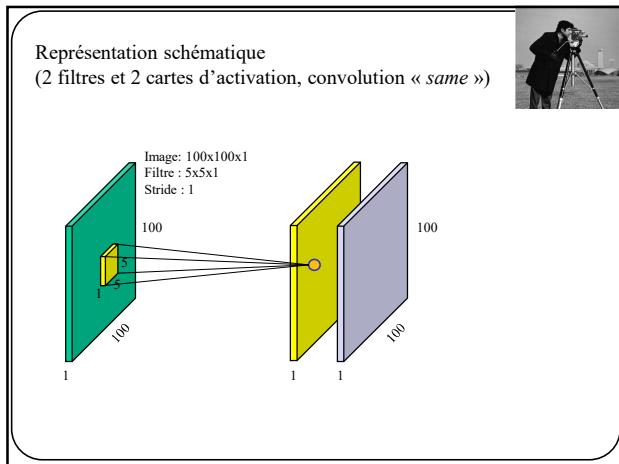 Représentation schématique
(2 filtres et 2 cartes d'activation, convolution « same »)
Image: 100x100x1
Filtre : 5x5x1
Stride : 1
100
5
5
1
100
1
100
100
1
1